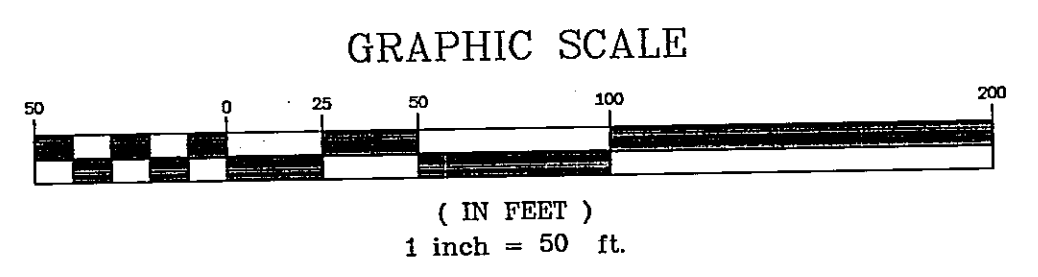 GRAPHIC SCALE
50 0 25 50 100 200
( IN FEET )
1 inch = 50 ft.